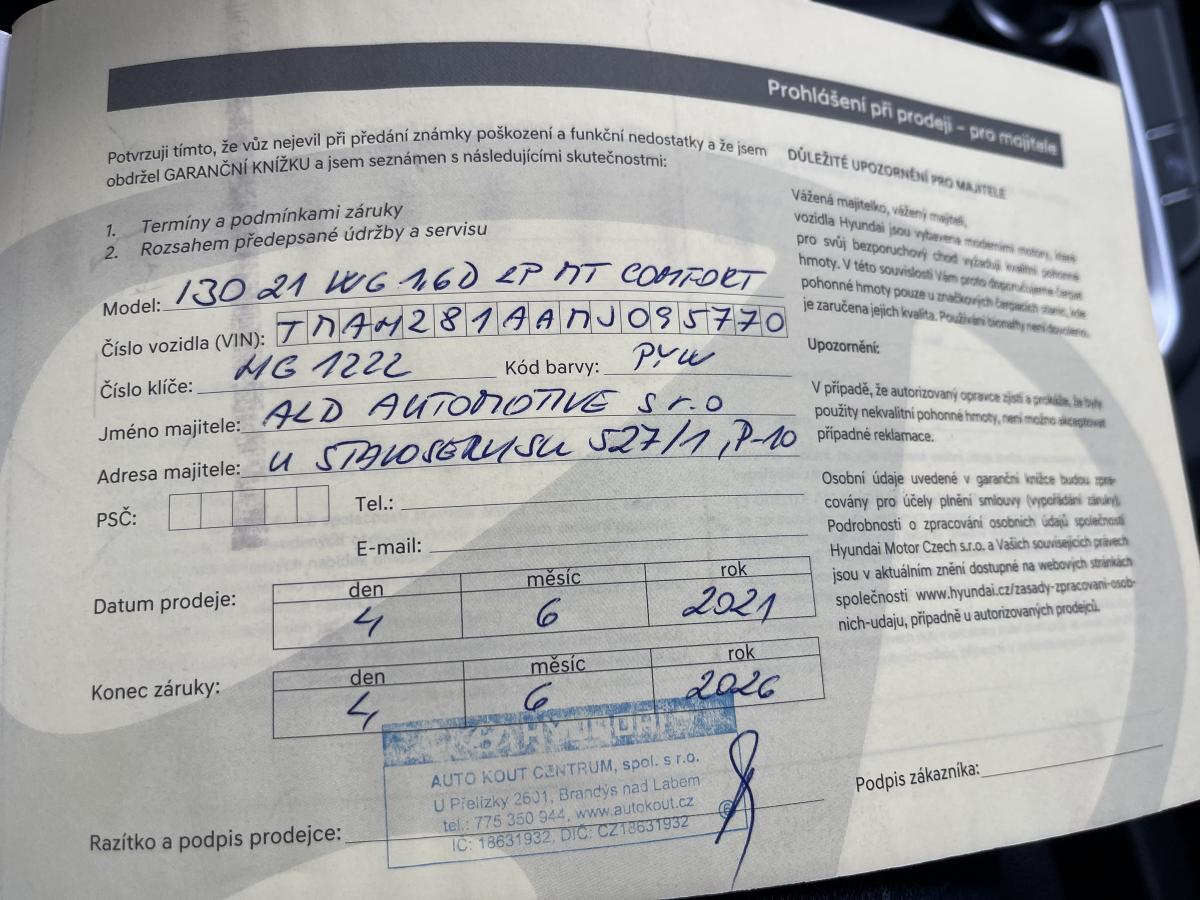 Prohlášení při prodeji – pro majitele
Potvrzuji tímto, že vůz nejevil při předání známky poškození a funkční nedostatky a že jsem
obdržel GARANČNÍ KNÍŽKU a jsem seznámen s následujícími skutečnostmi:
1. Termíny a podmínkami záruky
2. Rozsahem předepsané údržby a servisu
Model: I30 21 WG 1,6D LP MT COMFORT
Číslo vozidla (VIN): TMAH281AAMJ095770
Číslo klíče: MG 1222 Kód barvy: PYW
Jméno majitele: ALD AUTOMOTIVE s r.o
Adresa majitele: U STAVOSERVISU 527/1, P-10
PSČ: Tel.:
E-mail:
Datum prodeje: den měsíc rok
4 6 2021
Konec záruky: den měsíc rok
4 6 2026
HYUNDAI
AUTO KOUT CENTRUM, spol. s r.o.
U Přelízky 2601, Brandýs nad Labem
tel.: 775 350 944, www.autokout.cz
IČ: 18631932, DIČ: CZ18631932
6
Razítko a podpis prodejce:
DŮLEŽITÉ UPOZORNĚNÍ PRO MAJITELE
Vážená majitelko, vážený majiteli,
vozidla Hyundai jsou vybavena moderními motory, které
pro svůj bezporuchový chod vyžadují kvalitní pohonné
hmoty. V této souvislosti Vám proto doporučujeme čerpat
pohonné hmoty pouze u značkových čerpacích stanic, kde
je zaručena jejich kvalita. Používání bionafty není dovoleno.
Upozornění:
V případě, že autorizovaný opravce zjistí a prokáže, že byly
použity nekvalitní pohonné hmoty, není možno akceptovat
případné reklamace.
Osobní údaje uvedené v garanční knížce budou zpra-
covány pro účely plnění smlouvy (vypořádání záruky).
Podrobnosti o zpracování osobních údajů společností
Hyundai Motor Czech s.r.o. a Vašich souvisejících právech
jsou v aktuálním znění dostupné na webových stránkách
společnosti www.hyundai.cz/zasady-zpracovani-osob-
nich-udaju, případně u autorizovaných prodejců.
Podpis zákazníka: